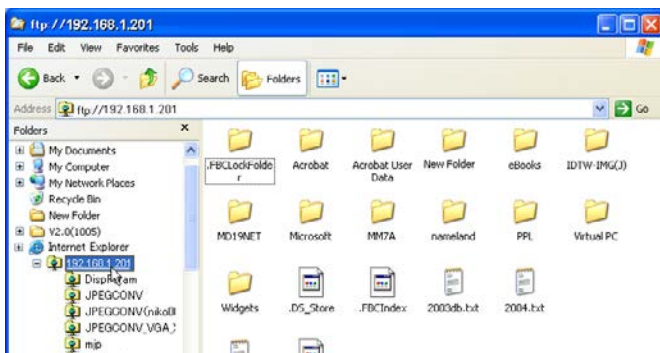 ftp://192.168.1.201
File Edit View Favorites Tools Help
Back Search Folders
Address ftp://192.168.1.201 Go
Folders x
My Documents
My Computer
My Network Places
Recycle Bin
New Folder
V2.0(1005)
Internet Explorer
192.168.1.201
JPEGCONV
JPEGCONV_VGA_
mjp
.FBCLockFolde
r
Acrobat
Acrobat User
Data
New Folder
eBooks
IDTW-IMG(J)
MD19NET
Microsoft
MM7A
nameland
PPL
Virtual PC
Widgets
.DS_Store
.FBCIndex
2003db.txt
2004.txt